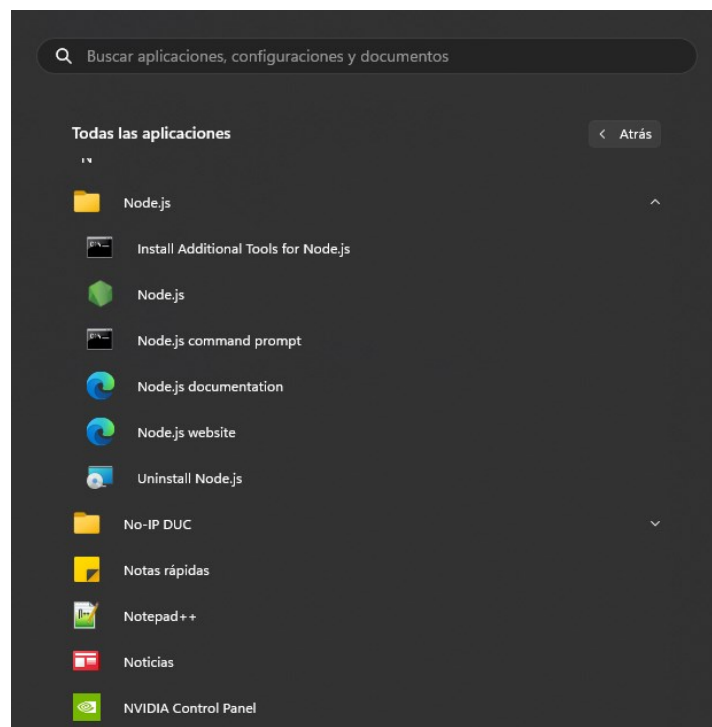 Buscar aplicaciones, configuraciones y documentos
Todas las aplicaciones
Atrás
N
Node.js
Install Additional Tools for Node.js
Node.js
Node.js command prompt
Node.js documentation
Node.js website
Uninstall Node.js
No-IP DUC
Notas rápidas
Notepad++
Noticias
NVIDIA Control Panel